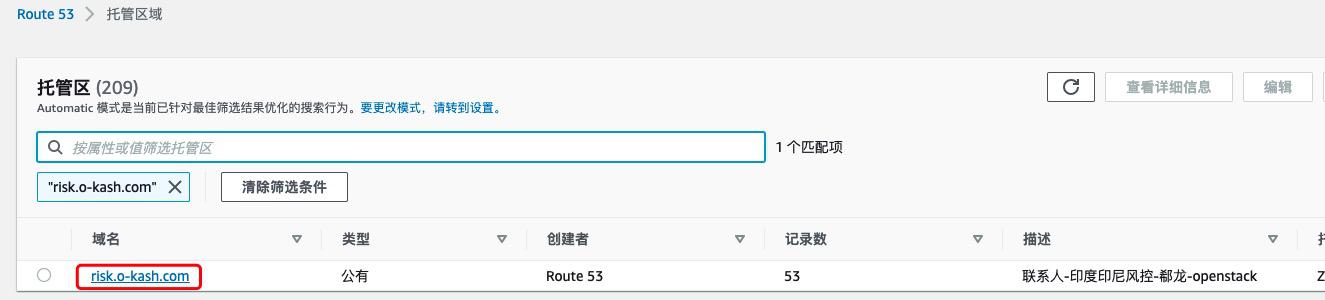 Route 53 > 托管区域
托管区 (209)
Automatic 模式是当前已针对最佳筛选结果优化的搜索行为。要更改模式，请转到设置。
查看详细信息 编辑
按属性或值筛选托管区 1 个匹配项
"risk.o-kash.com" 清除筛选条件
域名 类型 创建者 记录数 描述
risk.o-kash.com 公有 Route 53 53 联系人-印度印尼风控-郗龙-openstack Z